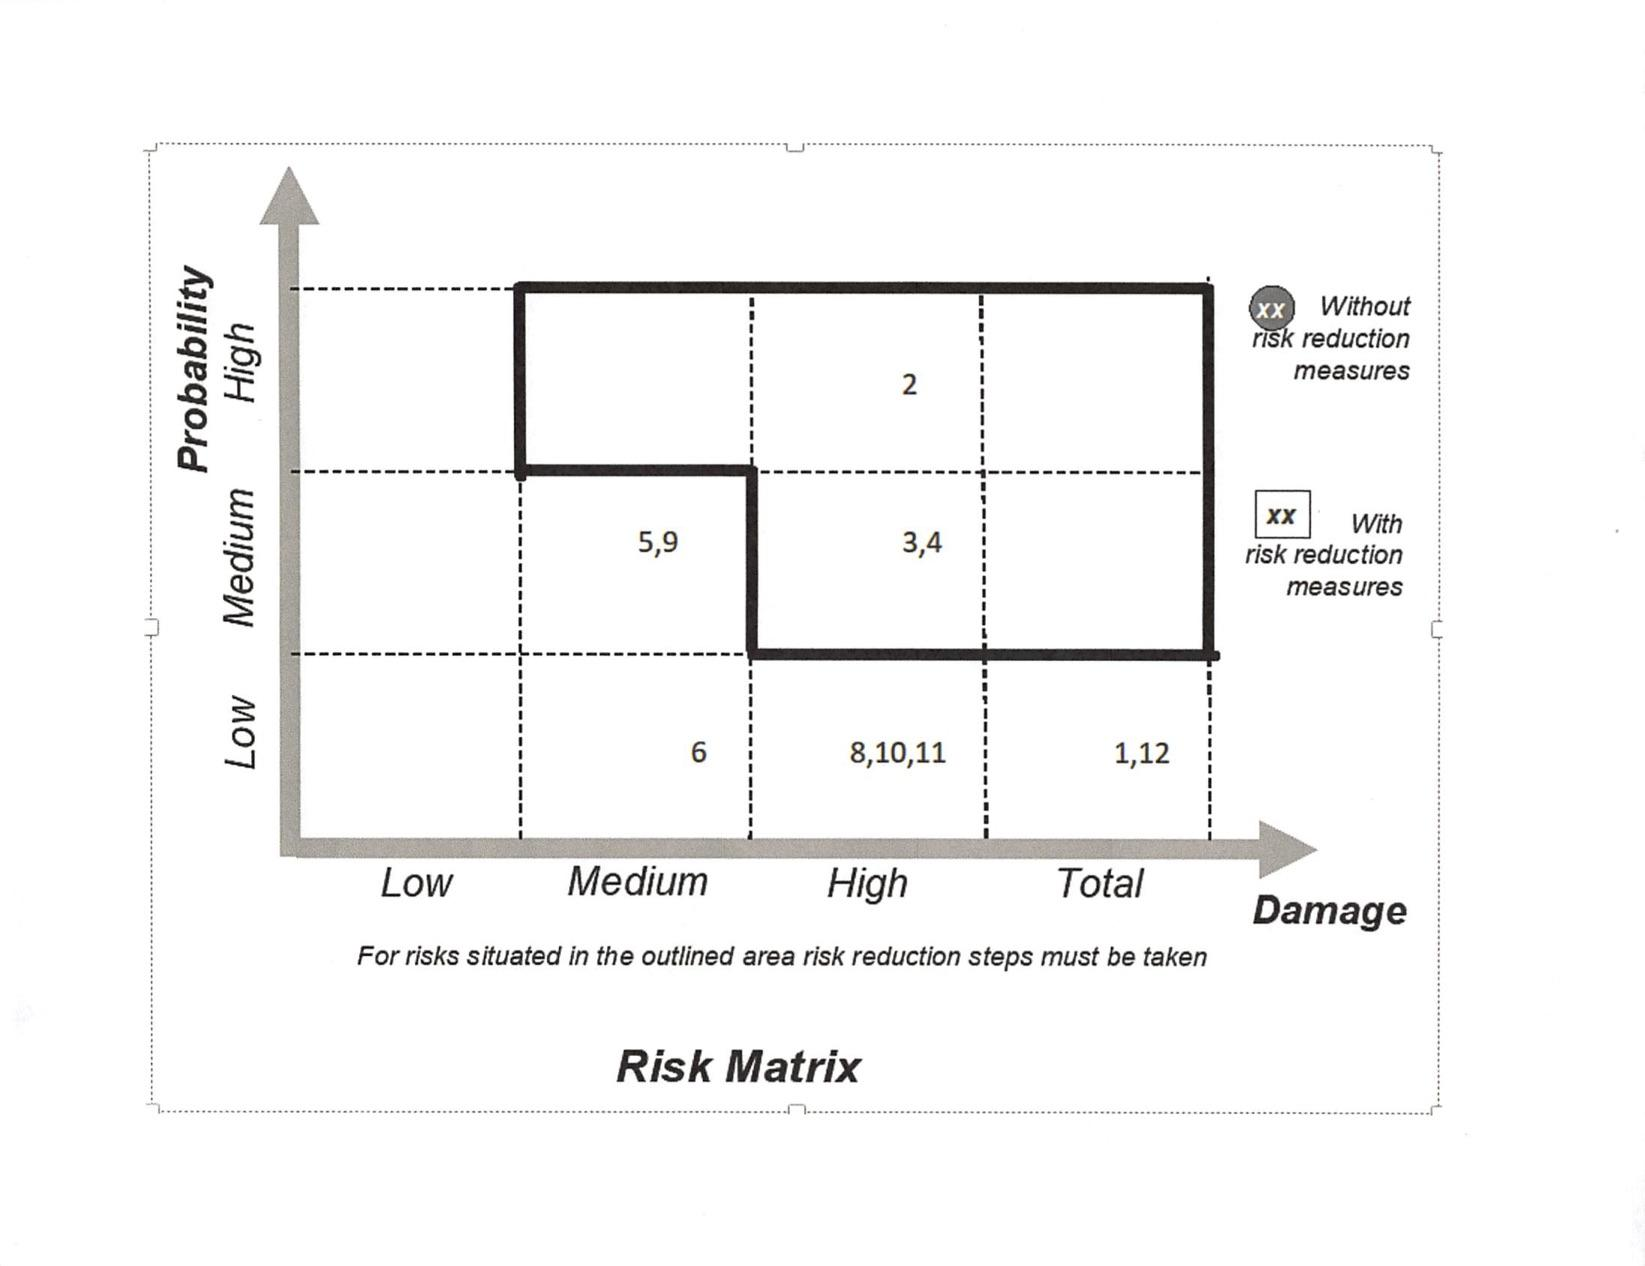 Probability
High
Medium
Low
2
5,9
3,4
6
8,10,11
1,12
xx Without
risk reduction
measures
xx With
risk reduction
measures
Low
Medium
High
Total
Damage
For risks situated in the outlined area risk reduction steps must be taken
Risk Matrix